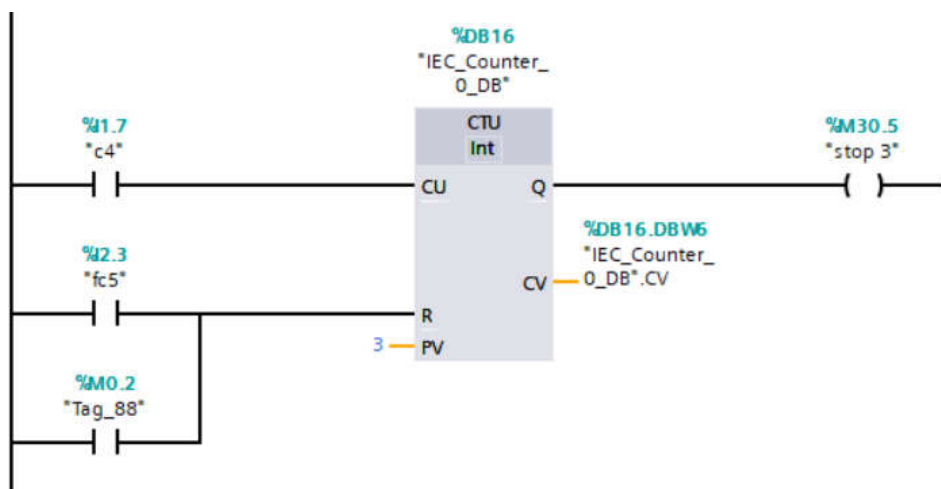 %DB16
"IEC_Counter_
0_DB"
CTU
Int
%I1.7
"c4"
CU
Q
%M30.5
"stop 3"
%DB16.DBW6
"IEC_Counter_
0_DB".CV
CV
%I2.3
"fc5"
R
3
PV
%M0.2
"Tag_88"